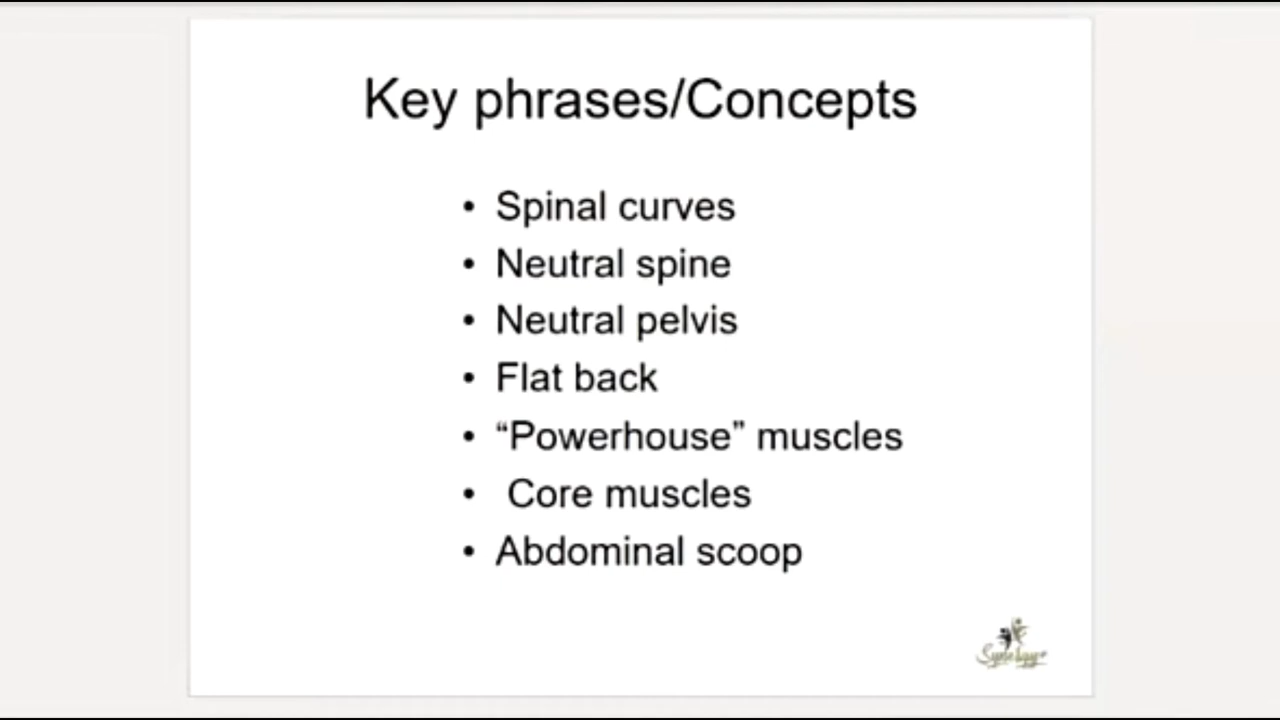 Key phrases/Concepts
• Spinal curves
• Neutral spine
• Neutral pelvis
• Flat back
• “Powerhouse” muscles
• Core muscles
• Abdominal scoop